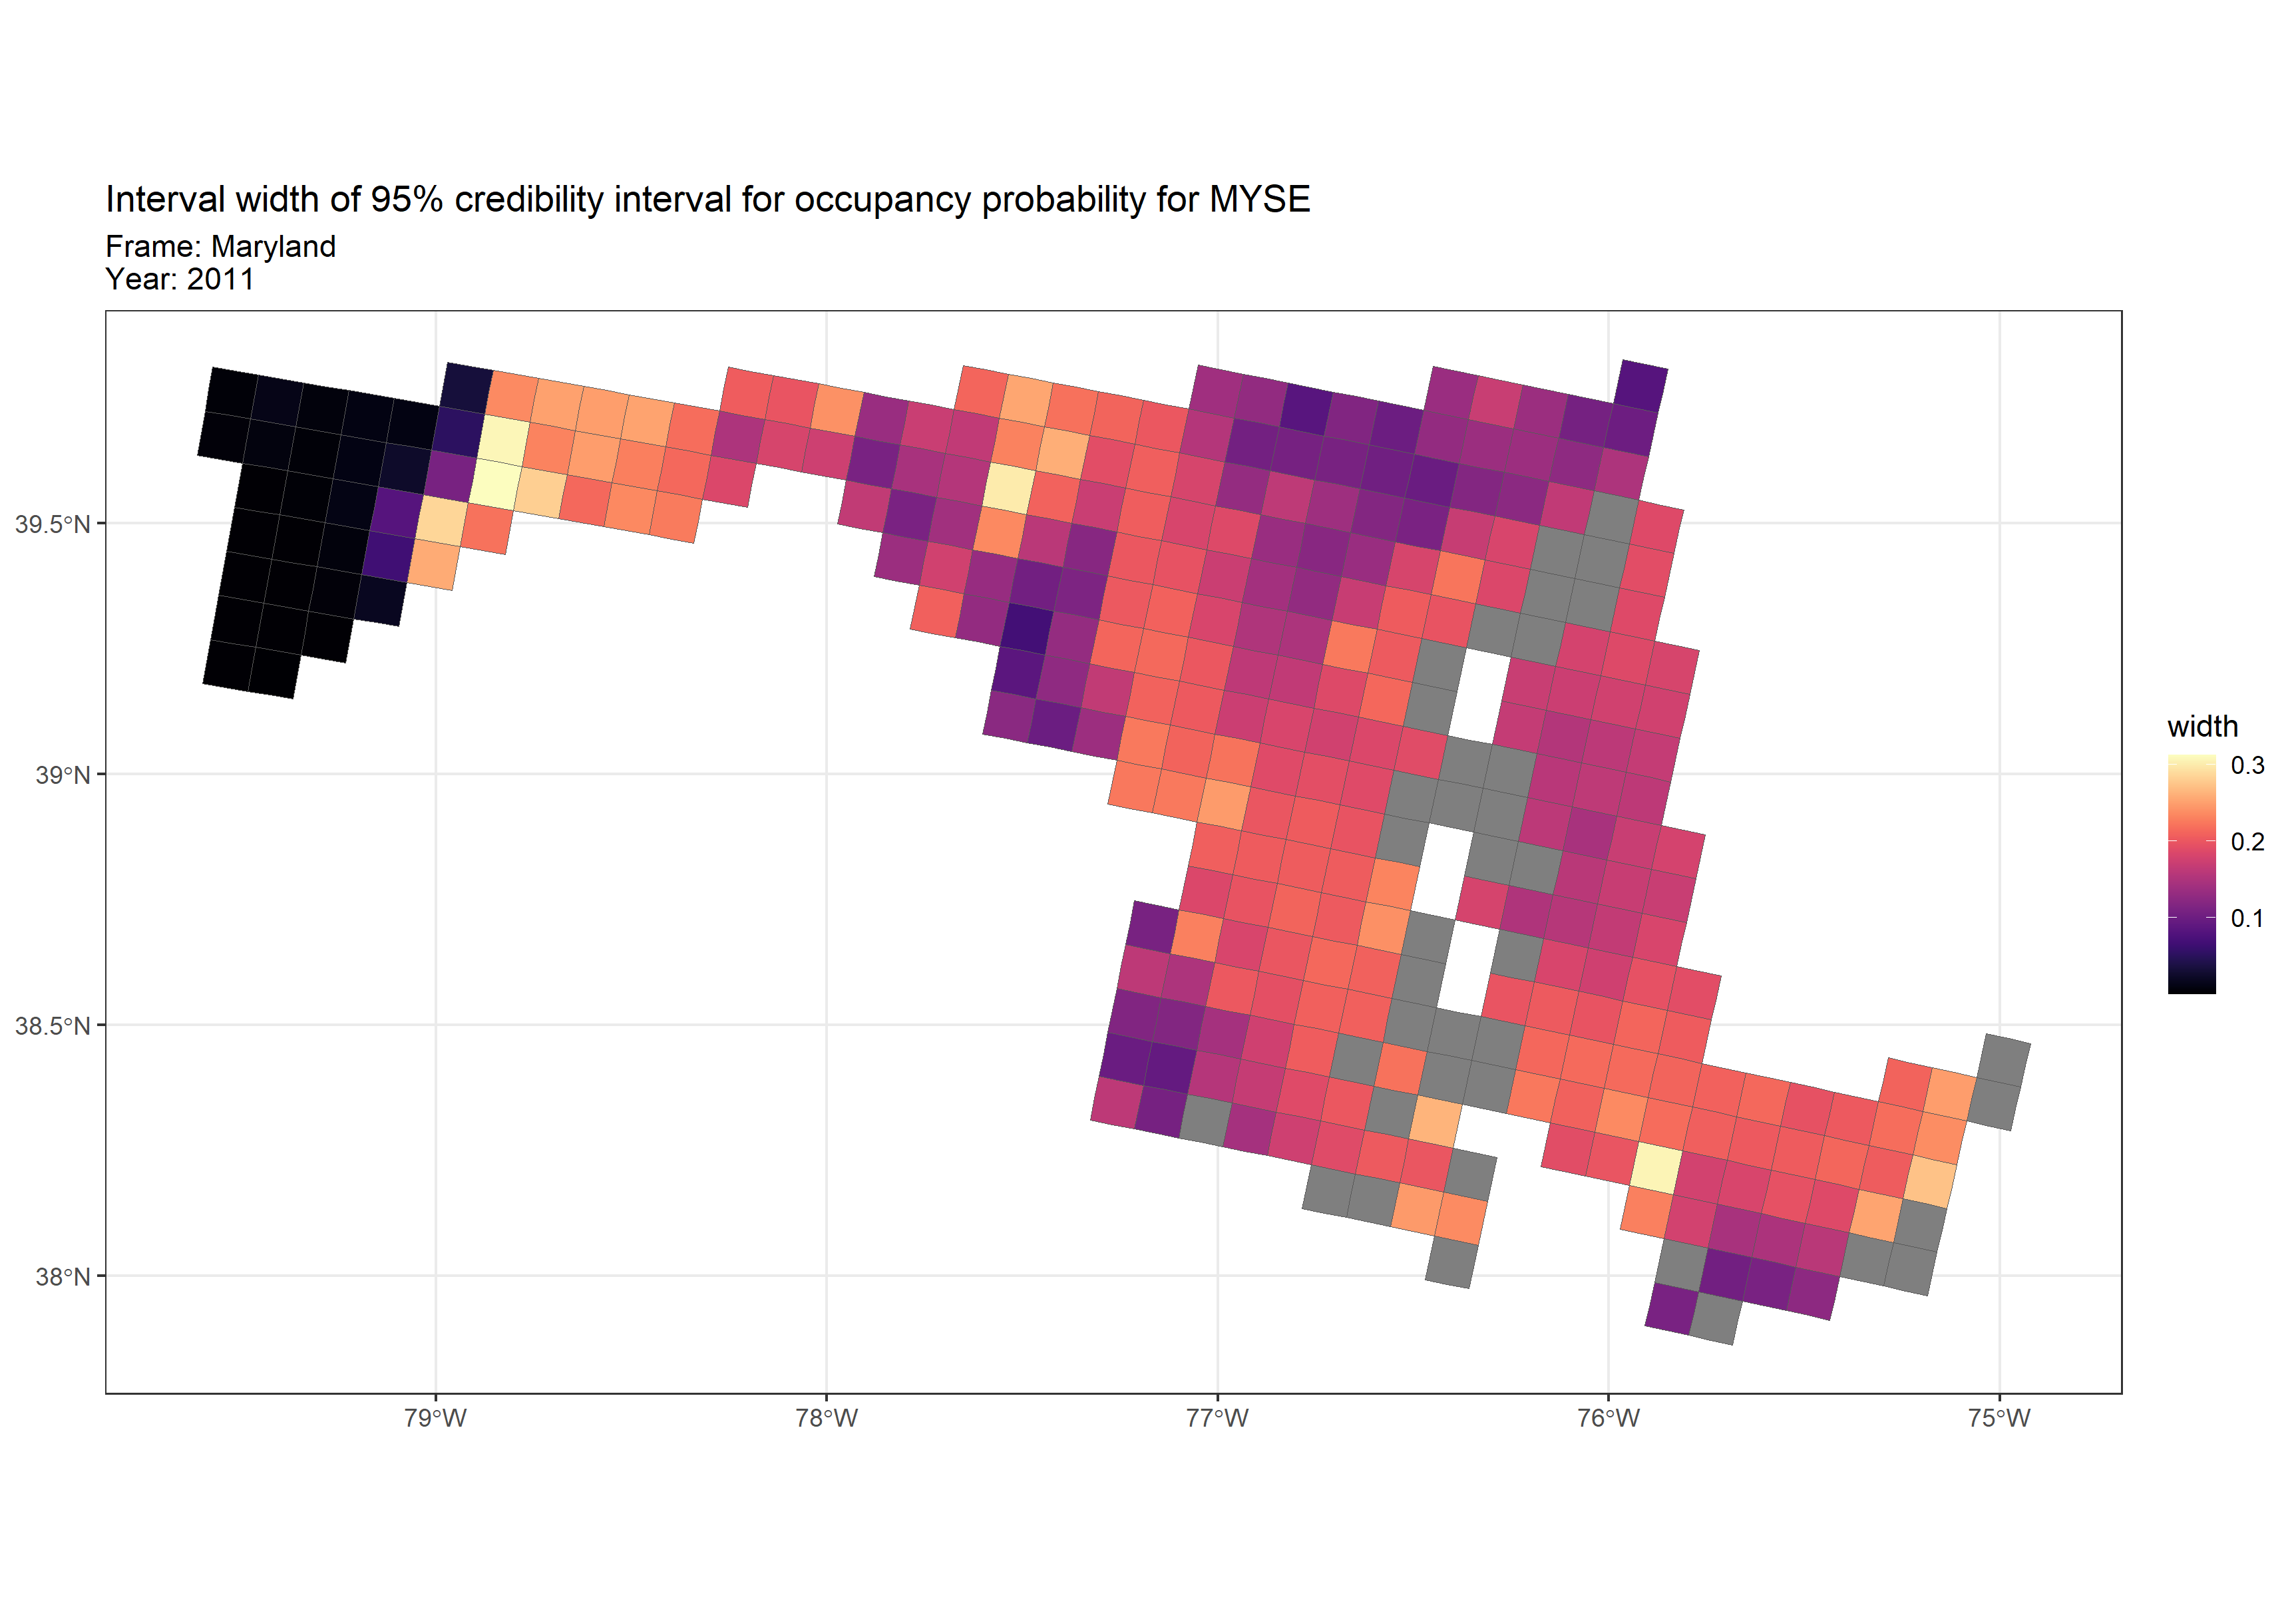 Interval width of 95% credibility interval for occupancy probability for MYSE
Frame: Maryland
Year: 2011
39.5°N
39°N
38.5°N
38°N
79°W
78°W
77°W
76°W
75°W
width
0.3
0.2
0.1